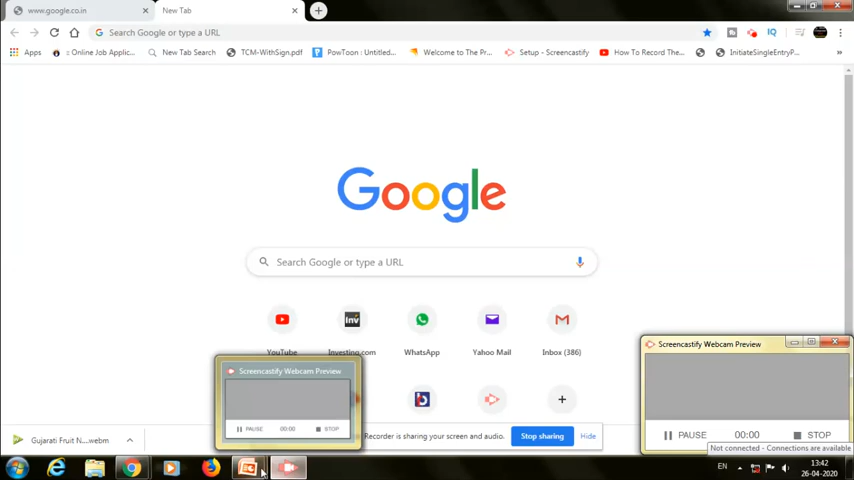 www.google.co.in
New Tab
Search Google or type a URL
Apps
:: Online Job Applic...
New Tab Search
TCM-WithSign.pdf
PowToon : Untitled...
Welcome to The Pr...
Setup - Screencastify
How To Record The...
InitiateSingleEntryP...
»
Google
Search Google or type a URL
YouTube
Investing.com
WhatsApp
Yahoo Mail
Inbox (386)
Screencastify Webcam Preview
PAUSE 00:00 STOP
Screencastify Webcam Preview
PAUSE 00:00 STOP
Recorder is sharing your screen and audio.
Stop sharing
Hide
Not connected - Connections are available
Gujarati Fruit N....webm
EN
13:42
26-04-2020